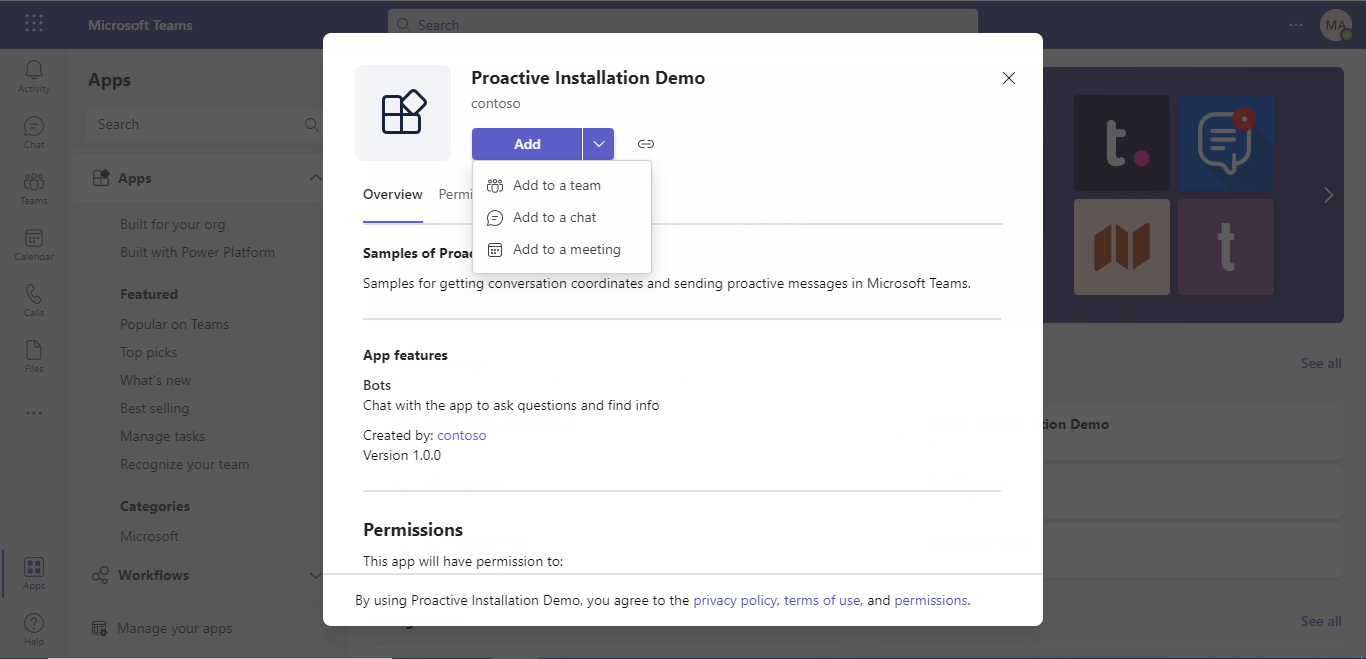 Microsoft Teams
Search
MA
Activity
Chat
Teams
Calendar
Calls
Files
Apps
Help
Apps
Search
Apps
Built for your org
Built with Power Platform
Featured
Popular on Teams
Top picks
What's new
Best selling
Manage tasks
Recognize your team
Categories
Microsoft
Workflows
Manage your apps
Proactive Installation Demo
contoso
Add
Add to a team
Add to a chat
Add to a meeting
Overview
Samples for getting conversation coordinates and sending proactive messages in Microsoft Teams.
Samples of
App features
Bots
Chat with the app to ask questions and find info
Created by: contoso
Version 1.0.0
Permissions
This app will have permission to:
By using Proactive Installation Demo, you agree to the privacy policy, terms of use, and permissions.
t.
t
See all
Demo
See all